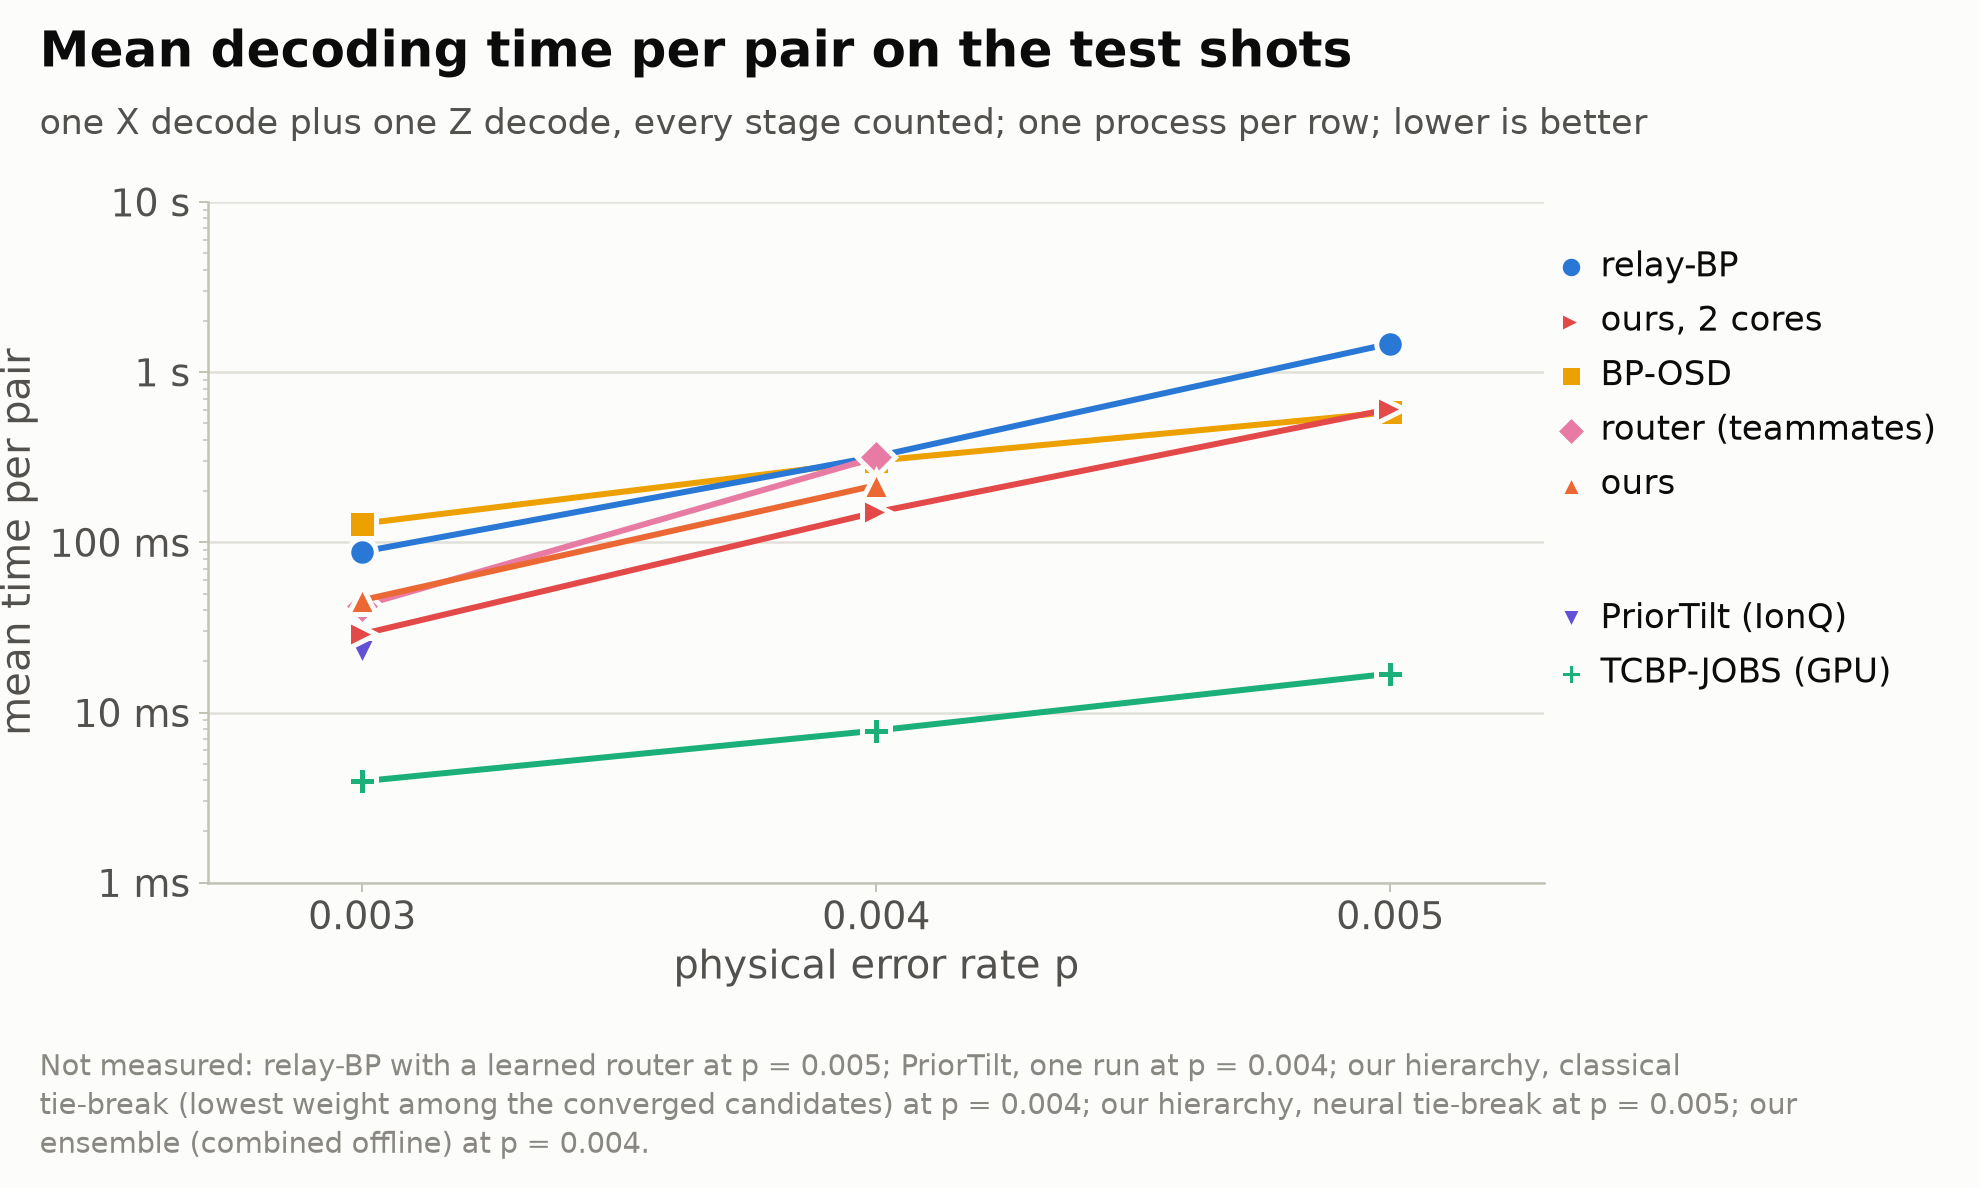 Mean decoding time per pair on the test shots
one X decode plus one Z decode, every stage counted; one process per row; lower is better
mean time per pair
10 s
1 s
100 ms
10 ms
1 ms
0.003
0.004
0.005
physical error rate p
relay-BP
ours, 2 cores
BP-OSD
router (teammates)
ours
PriorTilt (IonQ)
TCBP-JOBS (GPU)
Not measured: relay-BP with a learned router at p = 0.005; PriorTilt, one run at p = 0.004; our hierarchy, classical
tie-break (lowest weight among the converged candidates) at p = 0.004; our hierarchy, neural tie-break at p = 0.005; our
ensemble (combined offline) at p = 0.004.